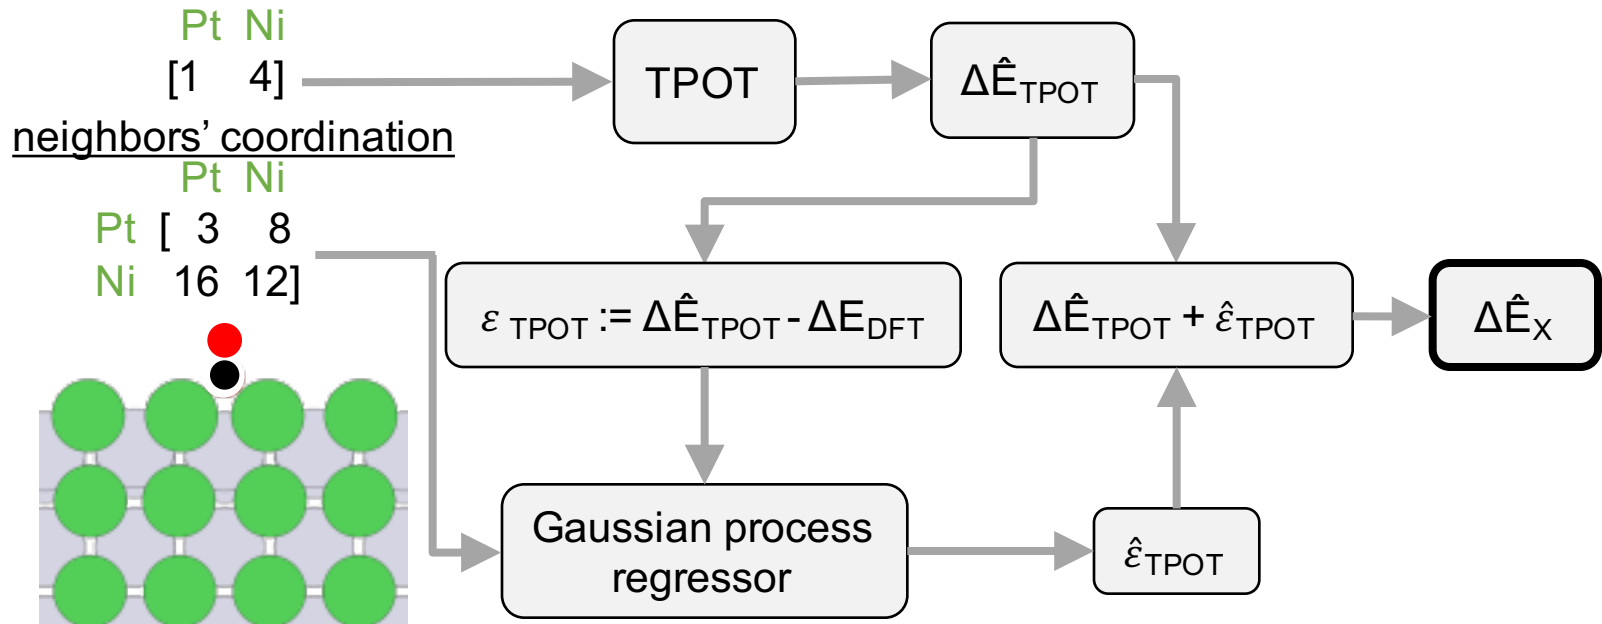 Pt Ni
[1 4]
neighbors' coordination
Pt Ni
Pt [ 3 8
Ni 16 12]
TPOT
ΔÊTPOT
ε TPOT := ΔÊTPOT - ΔEDFT
ΔÊTPOT + ε̂TPOT
ΔÊX
Gaussian process
regressor
ε̂TPOT